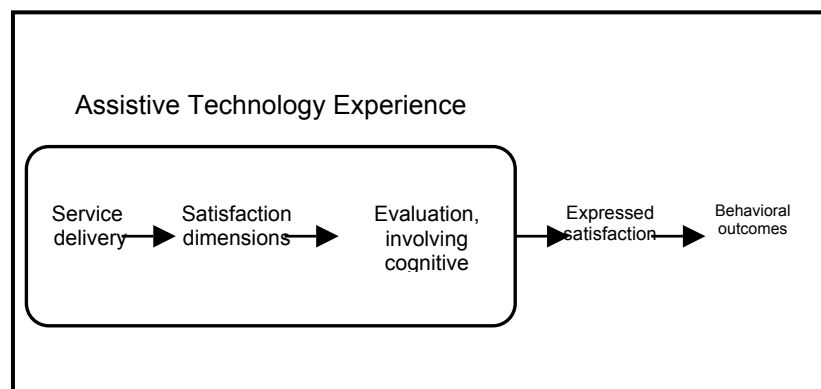 Assistive Technology Experience
Service
delivery
Satisfaction
dimensions
Evaluation,
involving
cognitive
Expressed
satisfaction
Behavioral
outcomes